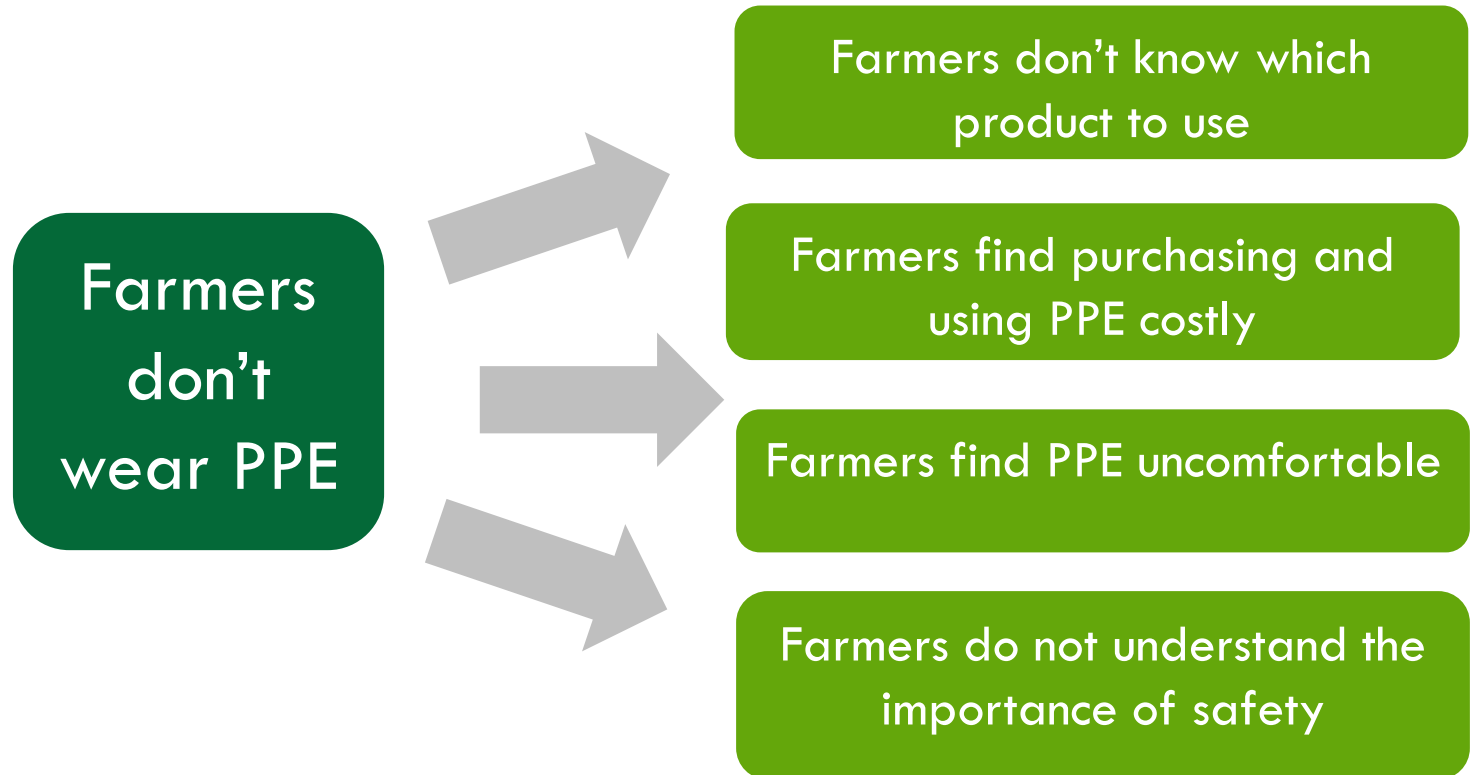 Farmers
don’t
wear PPE
Farmers don’t know which
product to use
Farmers find purchasing and
using PPE costly
Farmers find PPE uncomfortable
Farmers do not understand the
importance of safety